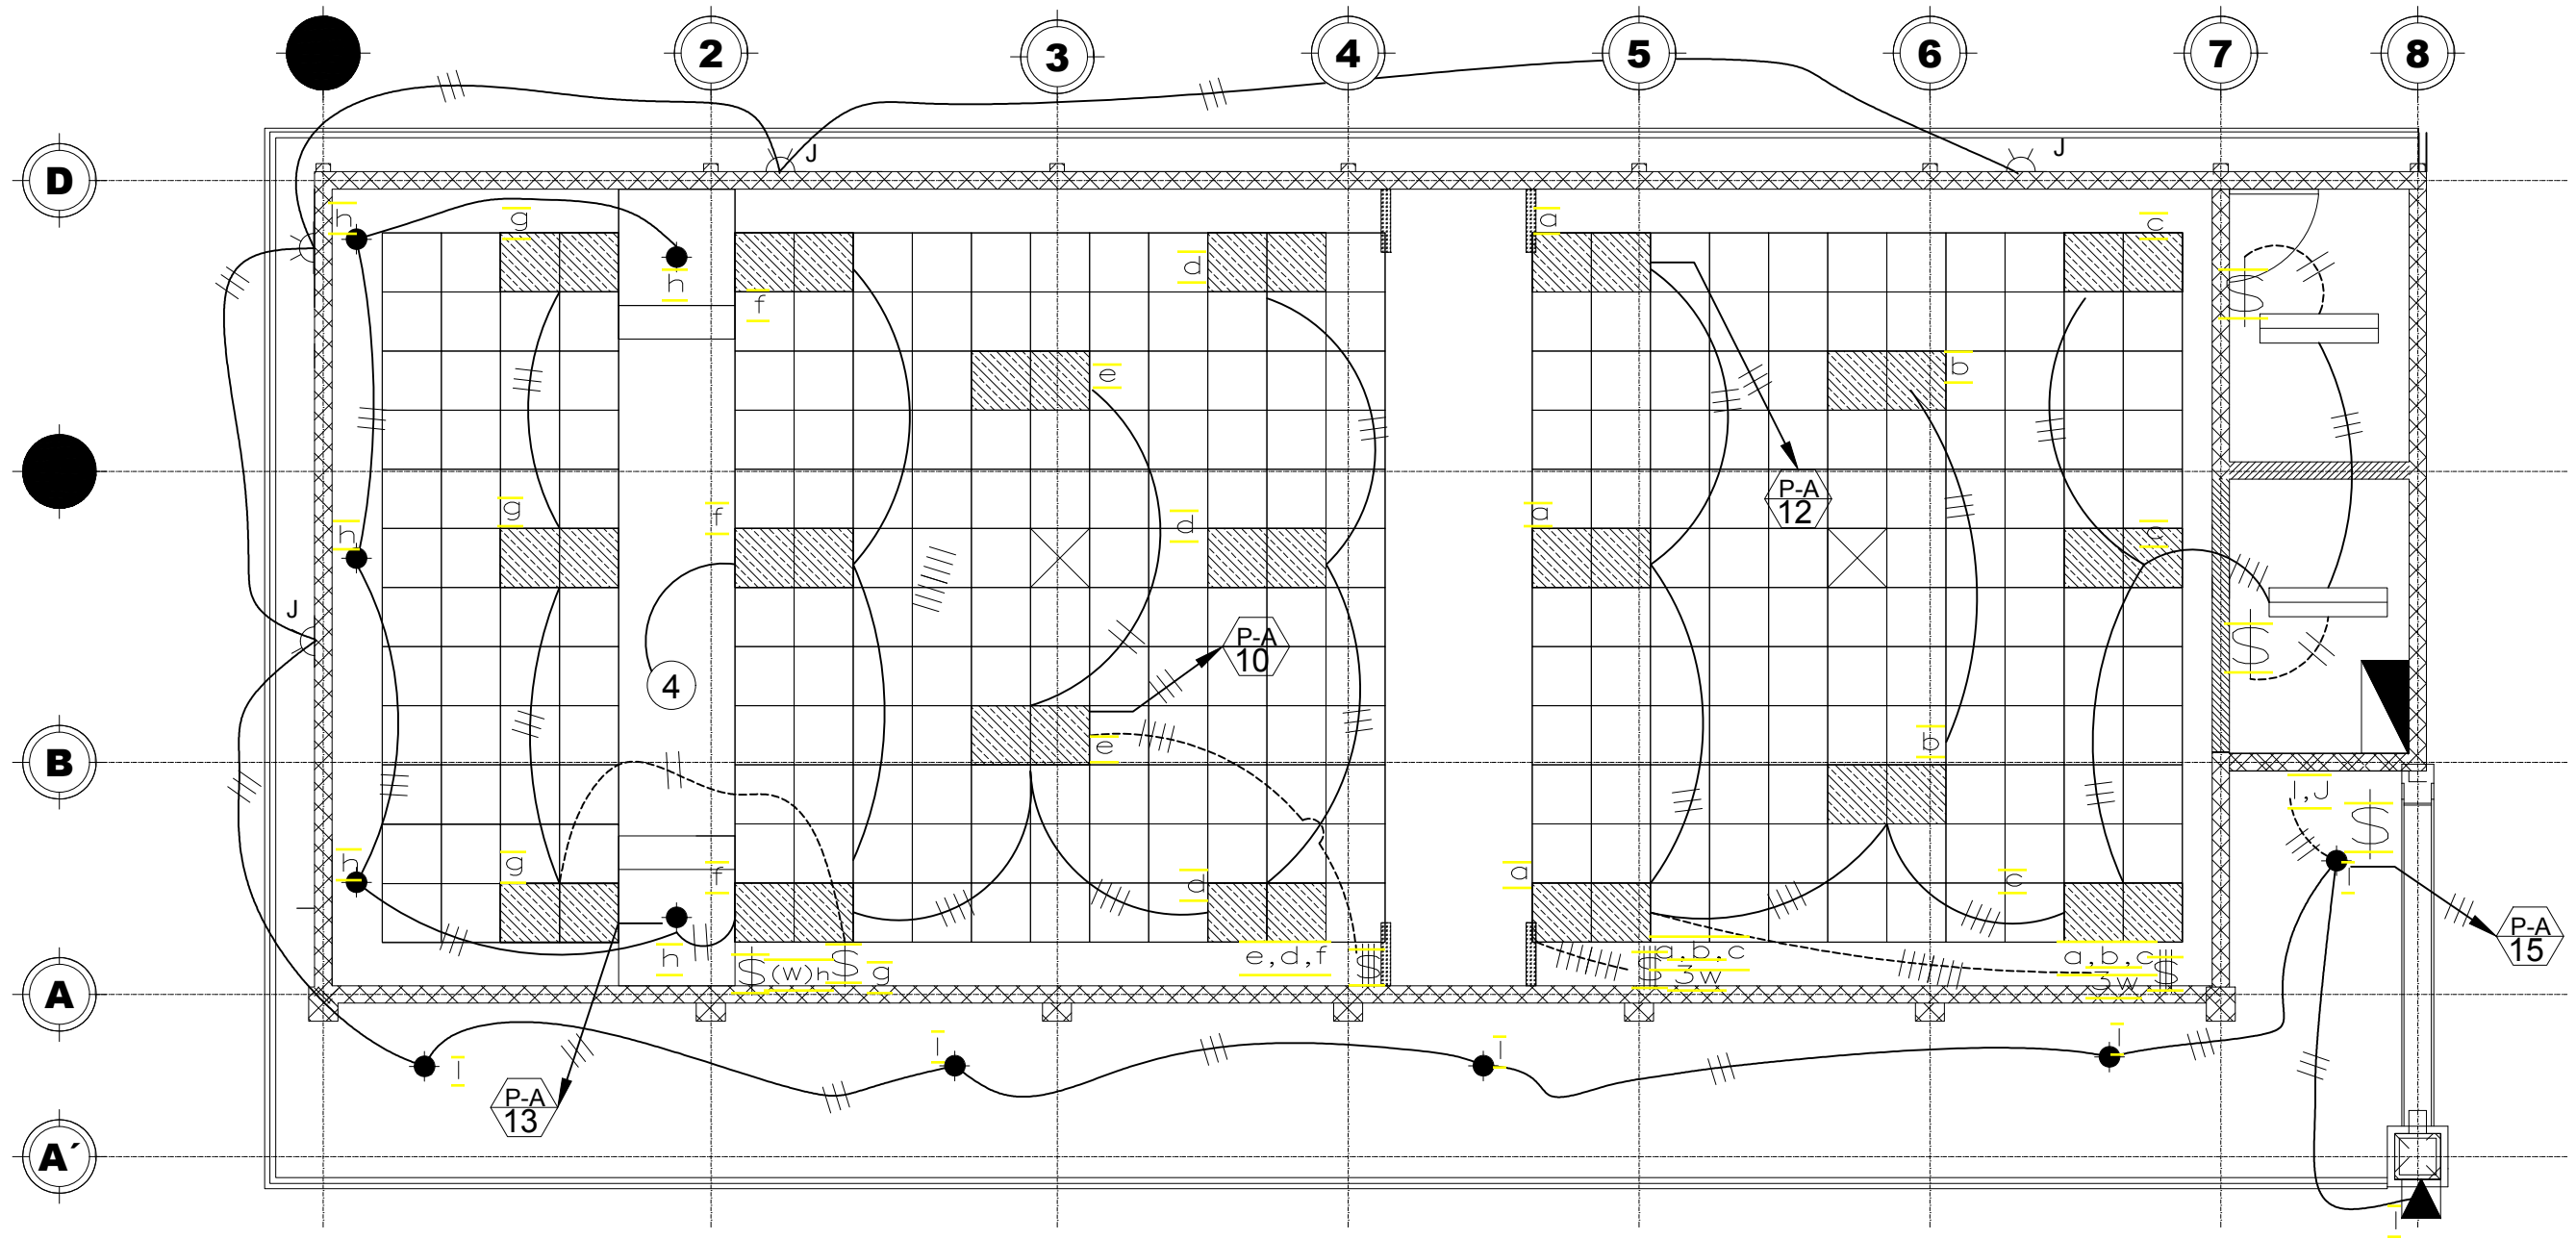 2
3
4
5
6
7
8
J
J
D
h
g
a
c
h
f
d
$
e
b
g
f
d
a
P-A
12
c
h
J
P-A
10
$
4
B
e
b
i,J
$
h
g
f
d
a
c
i
P-A
15
h
$(w)h
$
g
e,d,f
$
$
a,b,c
3w
a,b,c
3w
$
A
i
i
i
i
P-A
13
A´
i